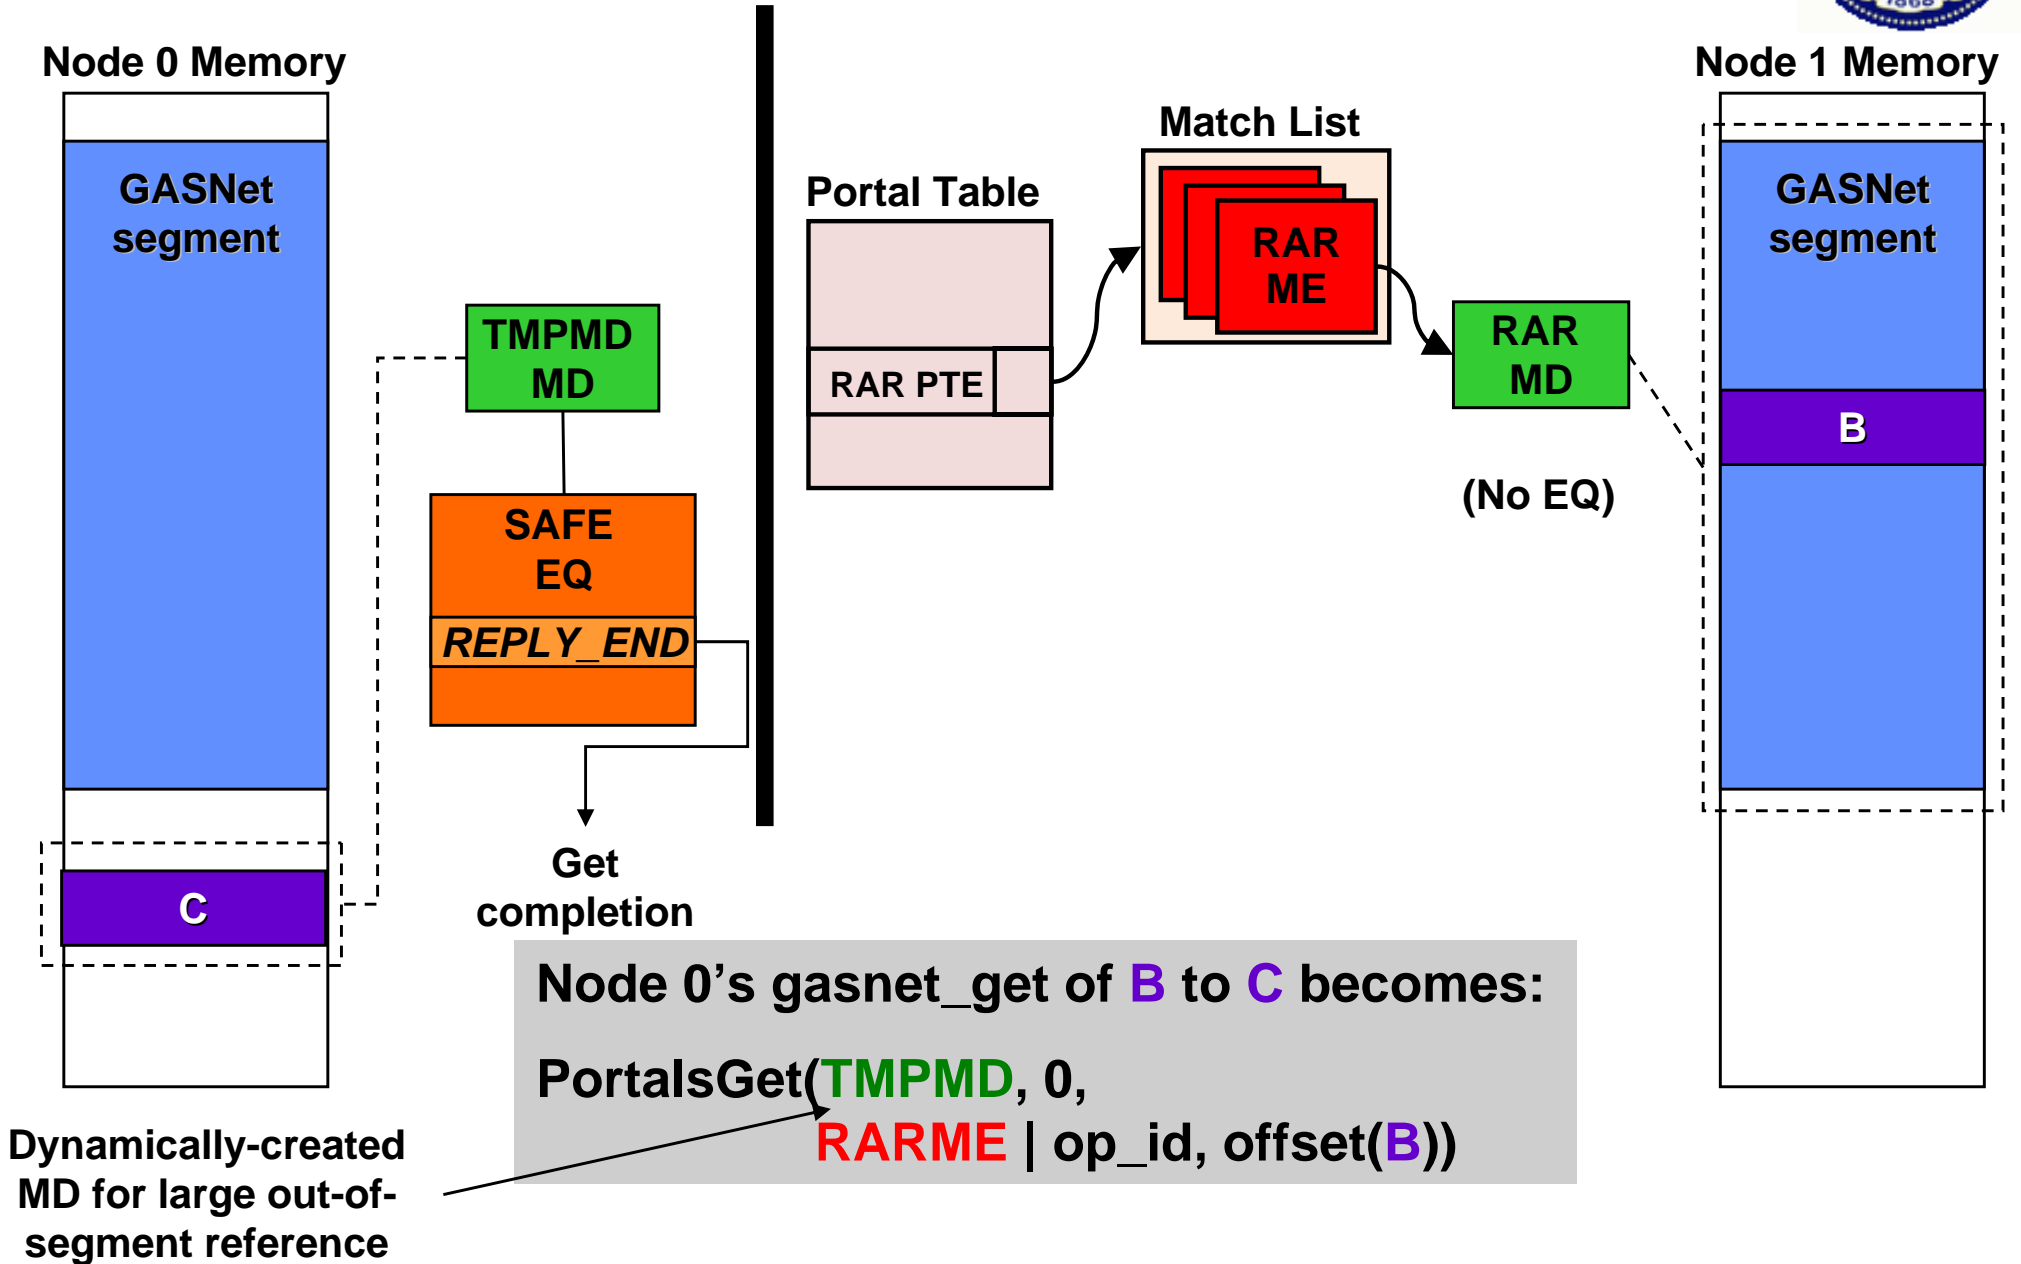 1868
Node 0 Memory
Node 1 Memory
GASNet
segment
Match List
Portal Table
RAR
ME
RAR PTE
RAR
MD
(No EQ)
GASNet
segment
B
TMPMD
MD
SAFE
EQ
REPLY_END
Get
completion
C
Node 0’s gasnet_get of B to C becomes:
PortalsGet(TMPMD, 0,
RARME | op_id, offset(B))
Dynamically-created
MD for large out-of-
segment reference